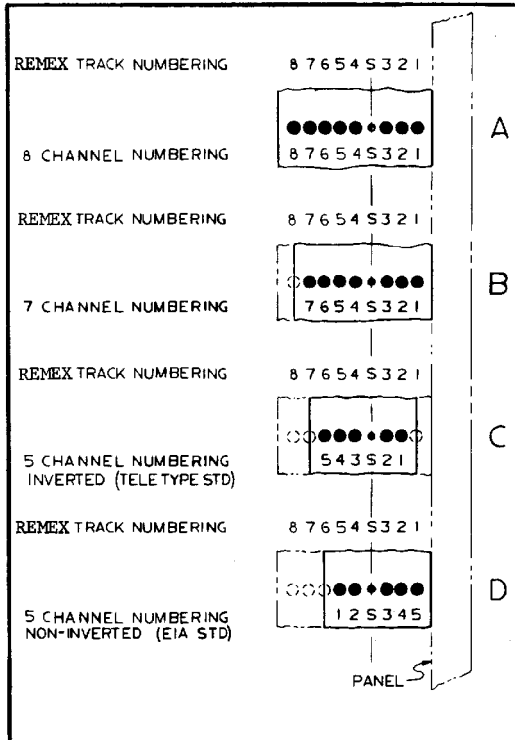 REMEX TRACK NUMBERING 8 7 6 5 4 S 3 2 1
A
8 CHANNEL NUMBERING 8 7 6 5 4 S 3 2 1
REMEX TRACK NUMBERING 8 7 6 5 4 S 3 2 1
B
7 CHANNEL NUMBERING 7 6 5 4 S 3 2 1
REMEX TRACK NUMBERING 8 7 6 5 4 S 3 2 1
C
5 CHANNEL NUMBERING 5 4 3 S 2 1
INVERTED (TELETYPE STD)
REMEX TRACK NUMBERING 8 7 6 5 4 S 3 2 1
D
5 CHANNEL NUMBERING 1 2 S 3 4 5
NON-INVERTED (EIA STD)
PANEL